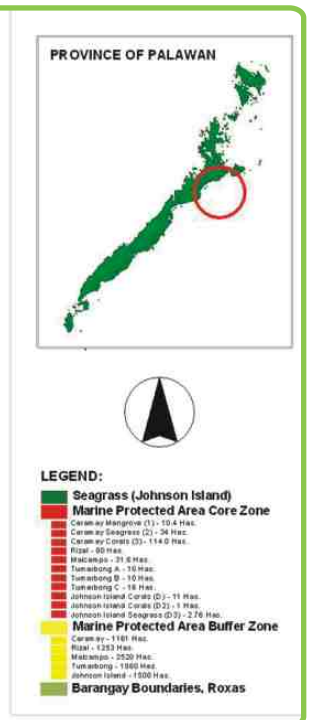 PROVINCE OF PALAWAN
LEGEND:
Seagrass (Johnson Island)
Marine Protected Area Core Zone
Caramay Mangrove (1) - 10.4 Has.
Caramay Seagrass (2) - 34 Has.
Caramay Corals (3) - 114.0 Has.
Rizal - 80 Has.
Malcampo - 31.6 Has.
Tumarbong A - 10 Has.
Tumarbong B - 10 Has.
Tumarbong C - 16 Has.
Johnson Island Corals (D) - 11 Has.
Johnson Island Corals (D2) - 1 Has.
Johnson Island Seagrass (D3) - 2.76 Has.
Marine Protected Area Buffer Zone
Caramay - 1161 Has.
Rizal - 1253 Has.
Malcampo - 2520 Has.
Tumarbong - 1860 Has.
Johnson Island - 1500 Has.
Barangay Boundaries, Roxas